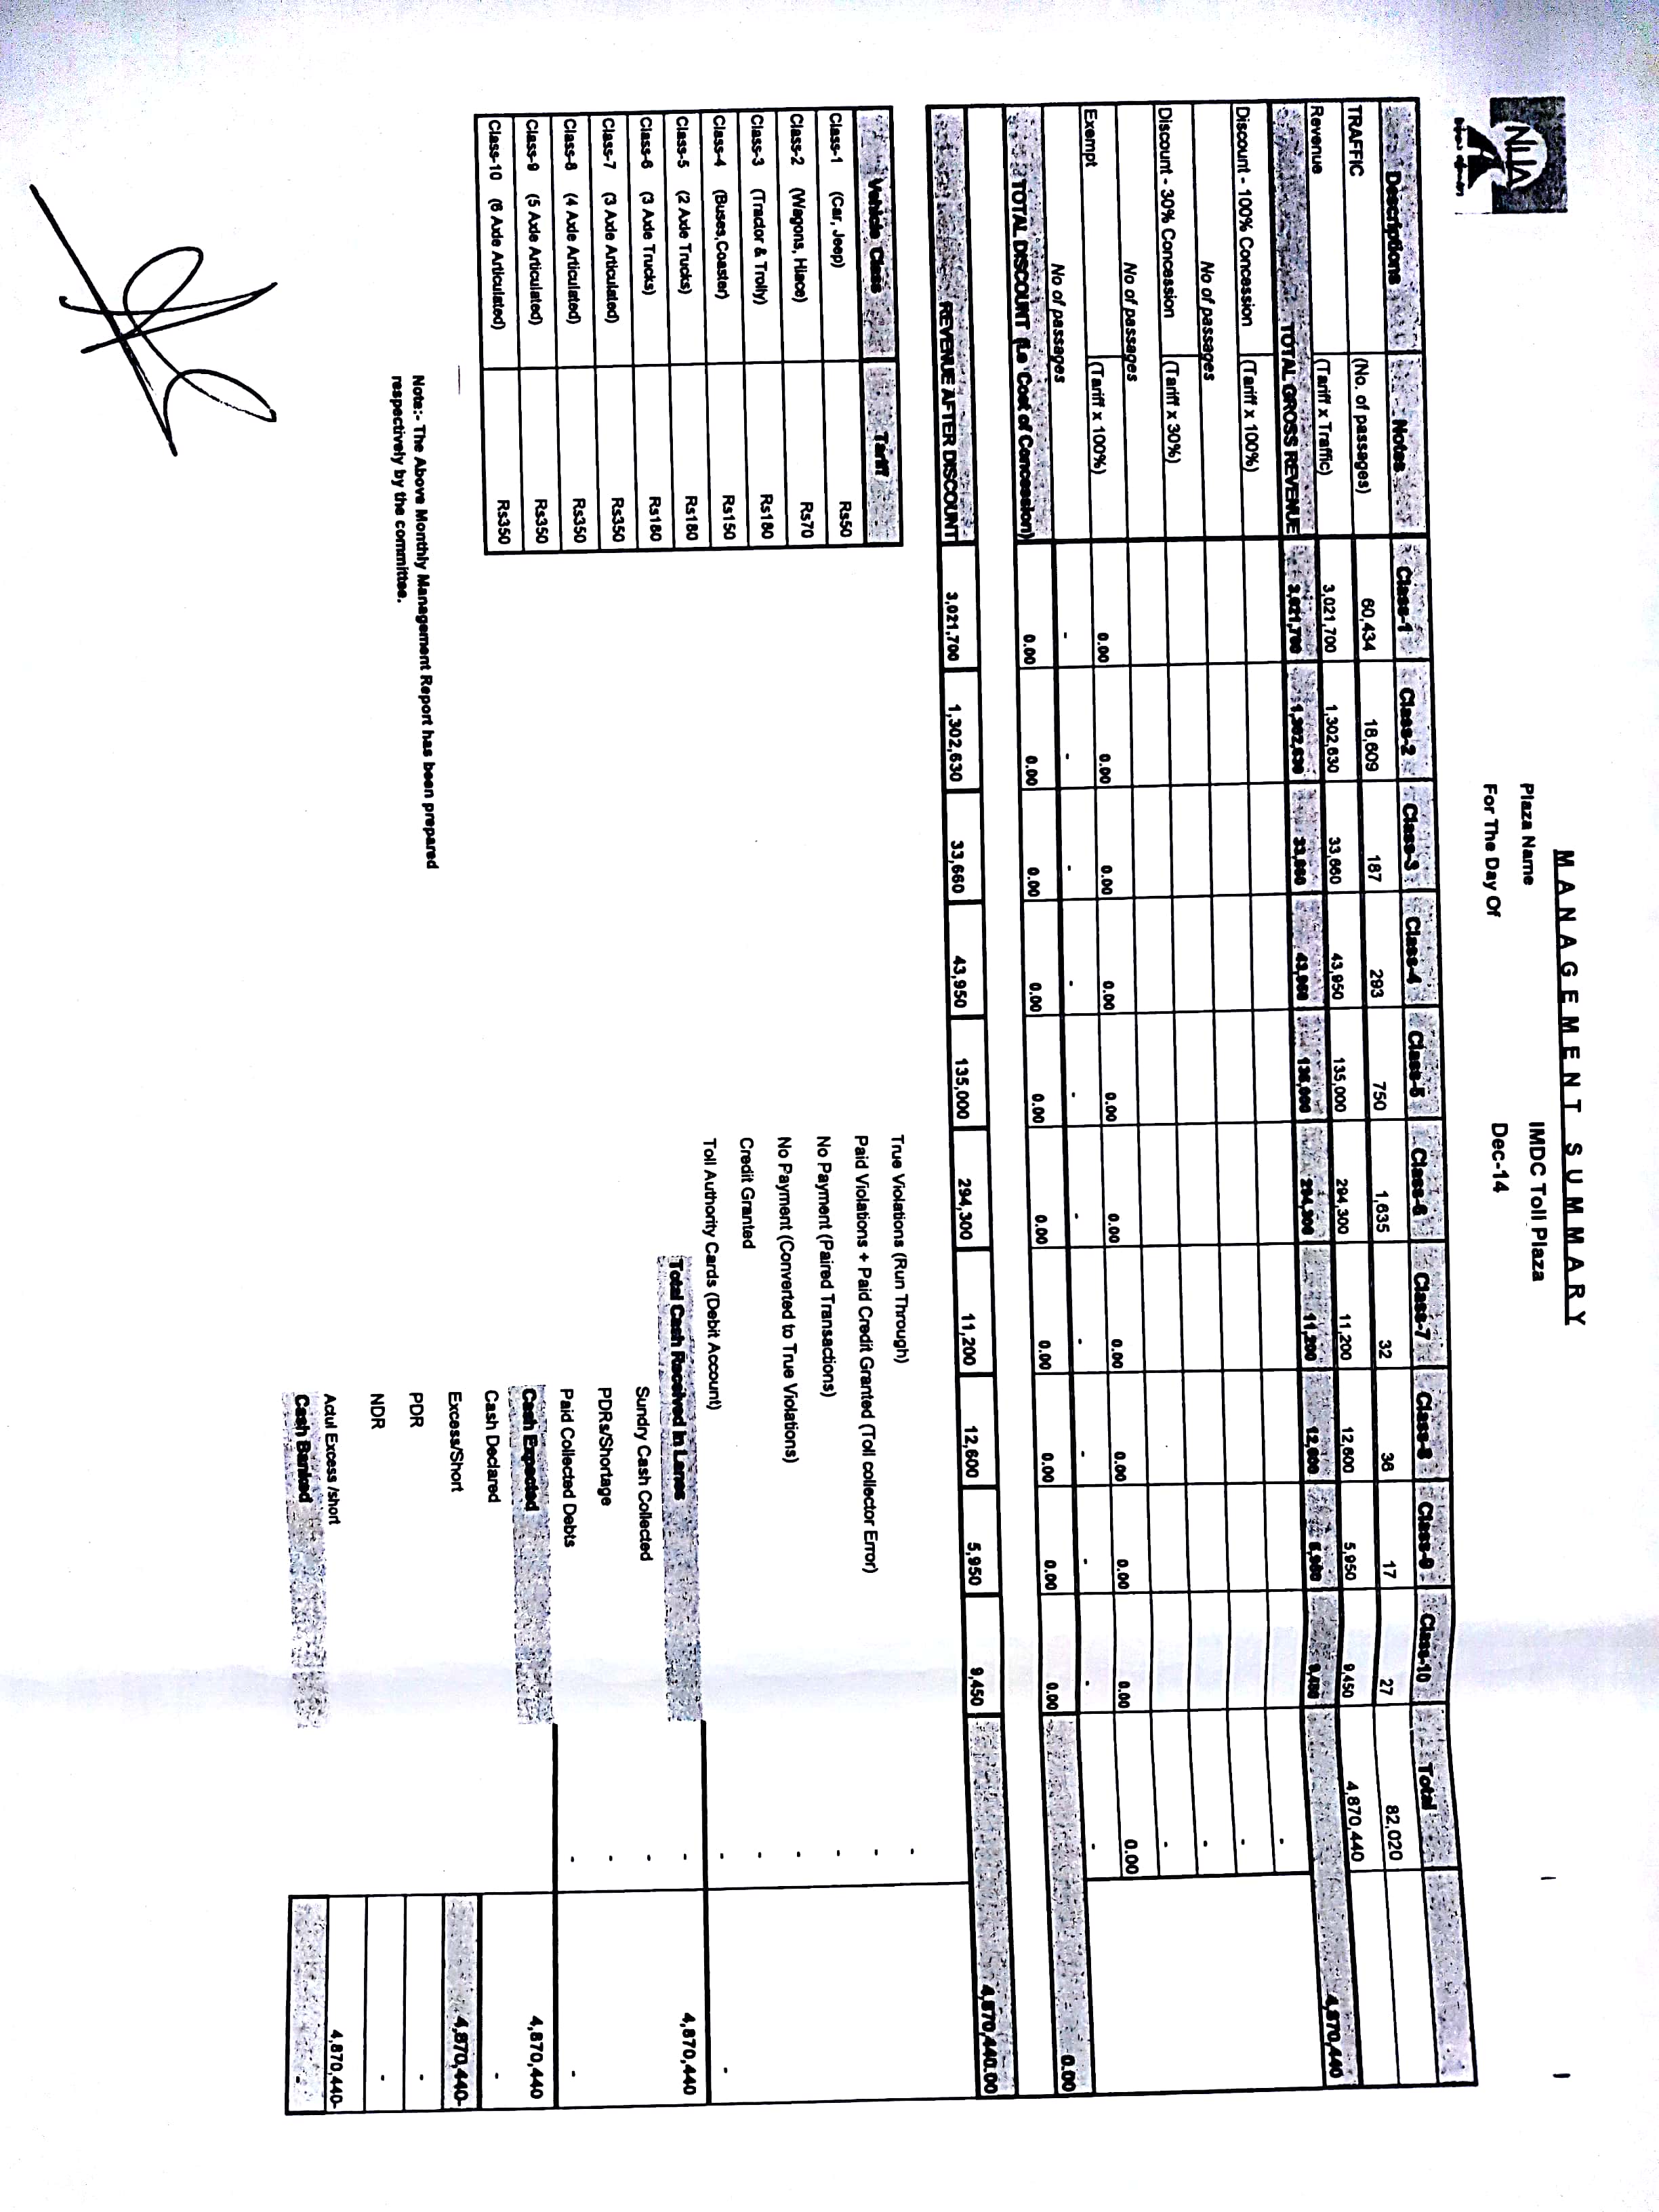 NHA
MANAGEMENT SUMMARY
Plaza Name IMDC Toll Plaza
For The Day Of Dec-14
Descriptions Notes Class-1 Class-2 Class-3 Class-4 Class-5 Class-6 Class-7 Class-8 Class-9 Class-10 Total
TRAFFIC (No. of passages) 60,434 18,609 187 293 750 1,635 32 36 17 27 82,020
Revenue (Tariff x Traffic) 3,021,700 1,302,630 33,660 43,950 135,000 294,300 11,200 12,600 5,950 9,450 4,870,440
TOTAL GROSS REVENUE 3,021,700 1,302,630 33,660 43,950 135,000 294,300 11,200 12,600 5,950 9,450 4,870,440
-
Discount - 100% Concession (Tariff x 100%) -
No of passages -
Discount - 30% Concession (Tariff x 30%) -
No of passages 0.00
Exempt (Tariff x 100%) 0.00 0.00 0.00 0.00 0.00 0.00 0.00 0.00 0.00 0.00 -
No of passages - - - - - - - - - -
TOTAL DISCOUNT (i.e Cost of Concession) 0.00 0.00 0.00 0.00 0.00 0.00 0.00 0.00 0.00 0.00 0.00
REVENUE AFTER DISCOUNT 3,021,700 1,302,630 33,660 43,950 135,000 294,300 11,200 12,600 5,950 9,450 4,870,440.00
Vehicle Class Tariff
Class-1 (Car, Jeep) Rs50
Class-2 (Wagons, Hiace) Rs70
Class-3 (Tractor & Trolly) Rs180
Class-4 (Buses,Coaster) Rs150
Class-5 (2 Axle Trucks) Rs180
Class-6 (3 Axle Trucks) Rs180
Class-7 (3 Axle Articulated) Rs350
Class-8 (4 Axle Articulated) Rs350
Class-9 (5 Axle Articulated) Rs350
Class-10 (6 Axle Articulated) Rs350
True Violations (Run Through) -
Paid Violations + Paid Credit Granted (Toll collector Error) -
No Payment (Paired Transactions) -
No Payment (Converted to True Violations) -
Credit Granted -
Toll Authority Cards (Debit Account) - -
Total Cash Received in Lanes - 4,870,440
Sundry Cash Collected -
PDRs/Shortage -
Paid Collected Debts - -
Cash Expected 4,870,440
Cash Declared -
Excess/Short 4,870,440-
PDR -
NDR -
Actul Excess /short 4,870,440-
Cash Banked -
Note:- The Above Monthly Management Report has been prepared
respectively by the committee.